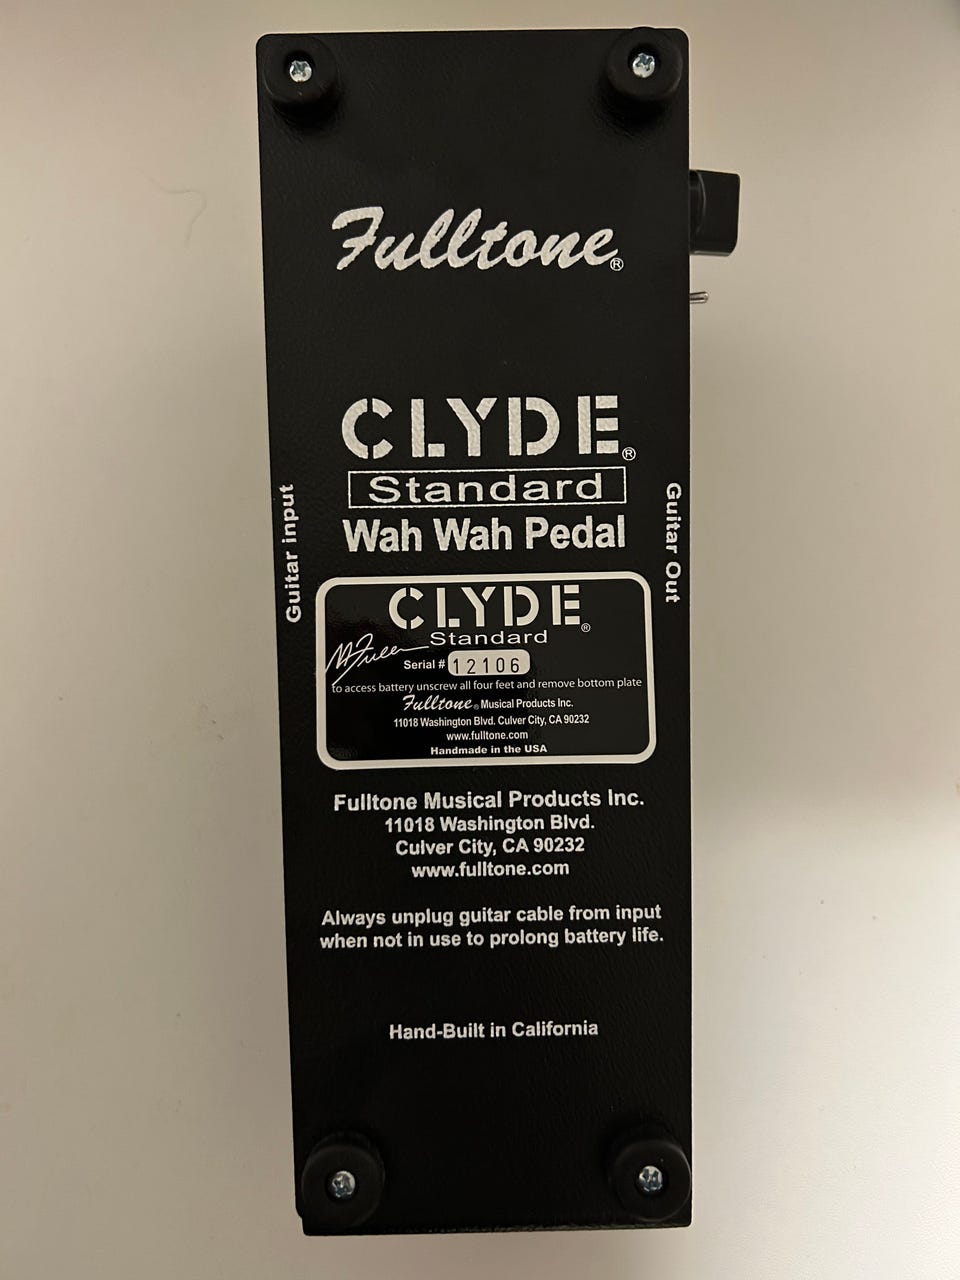 Fulltone®
CLYDE®
Standard
Wah Wah Pedal
Guitar input
Guitar Out
CLYDE®
Standard
M Fuller
Serial # 12106
to access battery unscrew all four feet and remove bottom plate
Fulltone® Musical Products Inc.
11018 Washington Blvd. Culver City, CA 90232
www.fulltone.com
Handmade in the USA
Fulltone Musical Products Inc.
11018 Washington Blvd.
Culver City, CA 90232
www.fulltone.com
Always unplug guitar cable from input
when not in use to prolong battery life.
Hand-Built in California